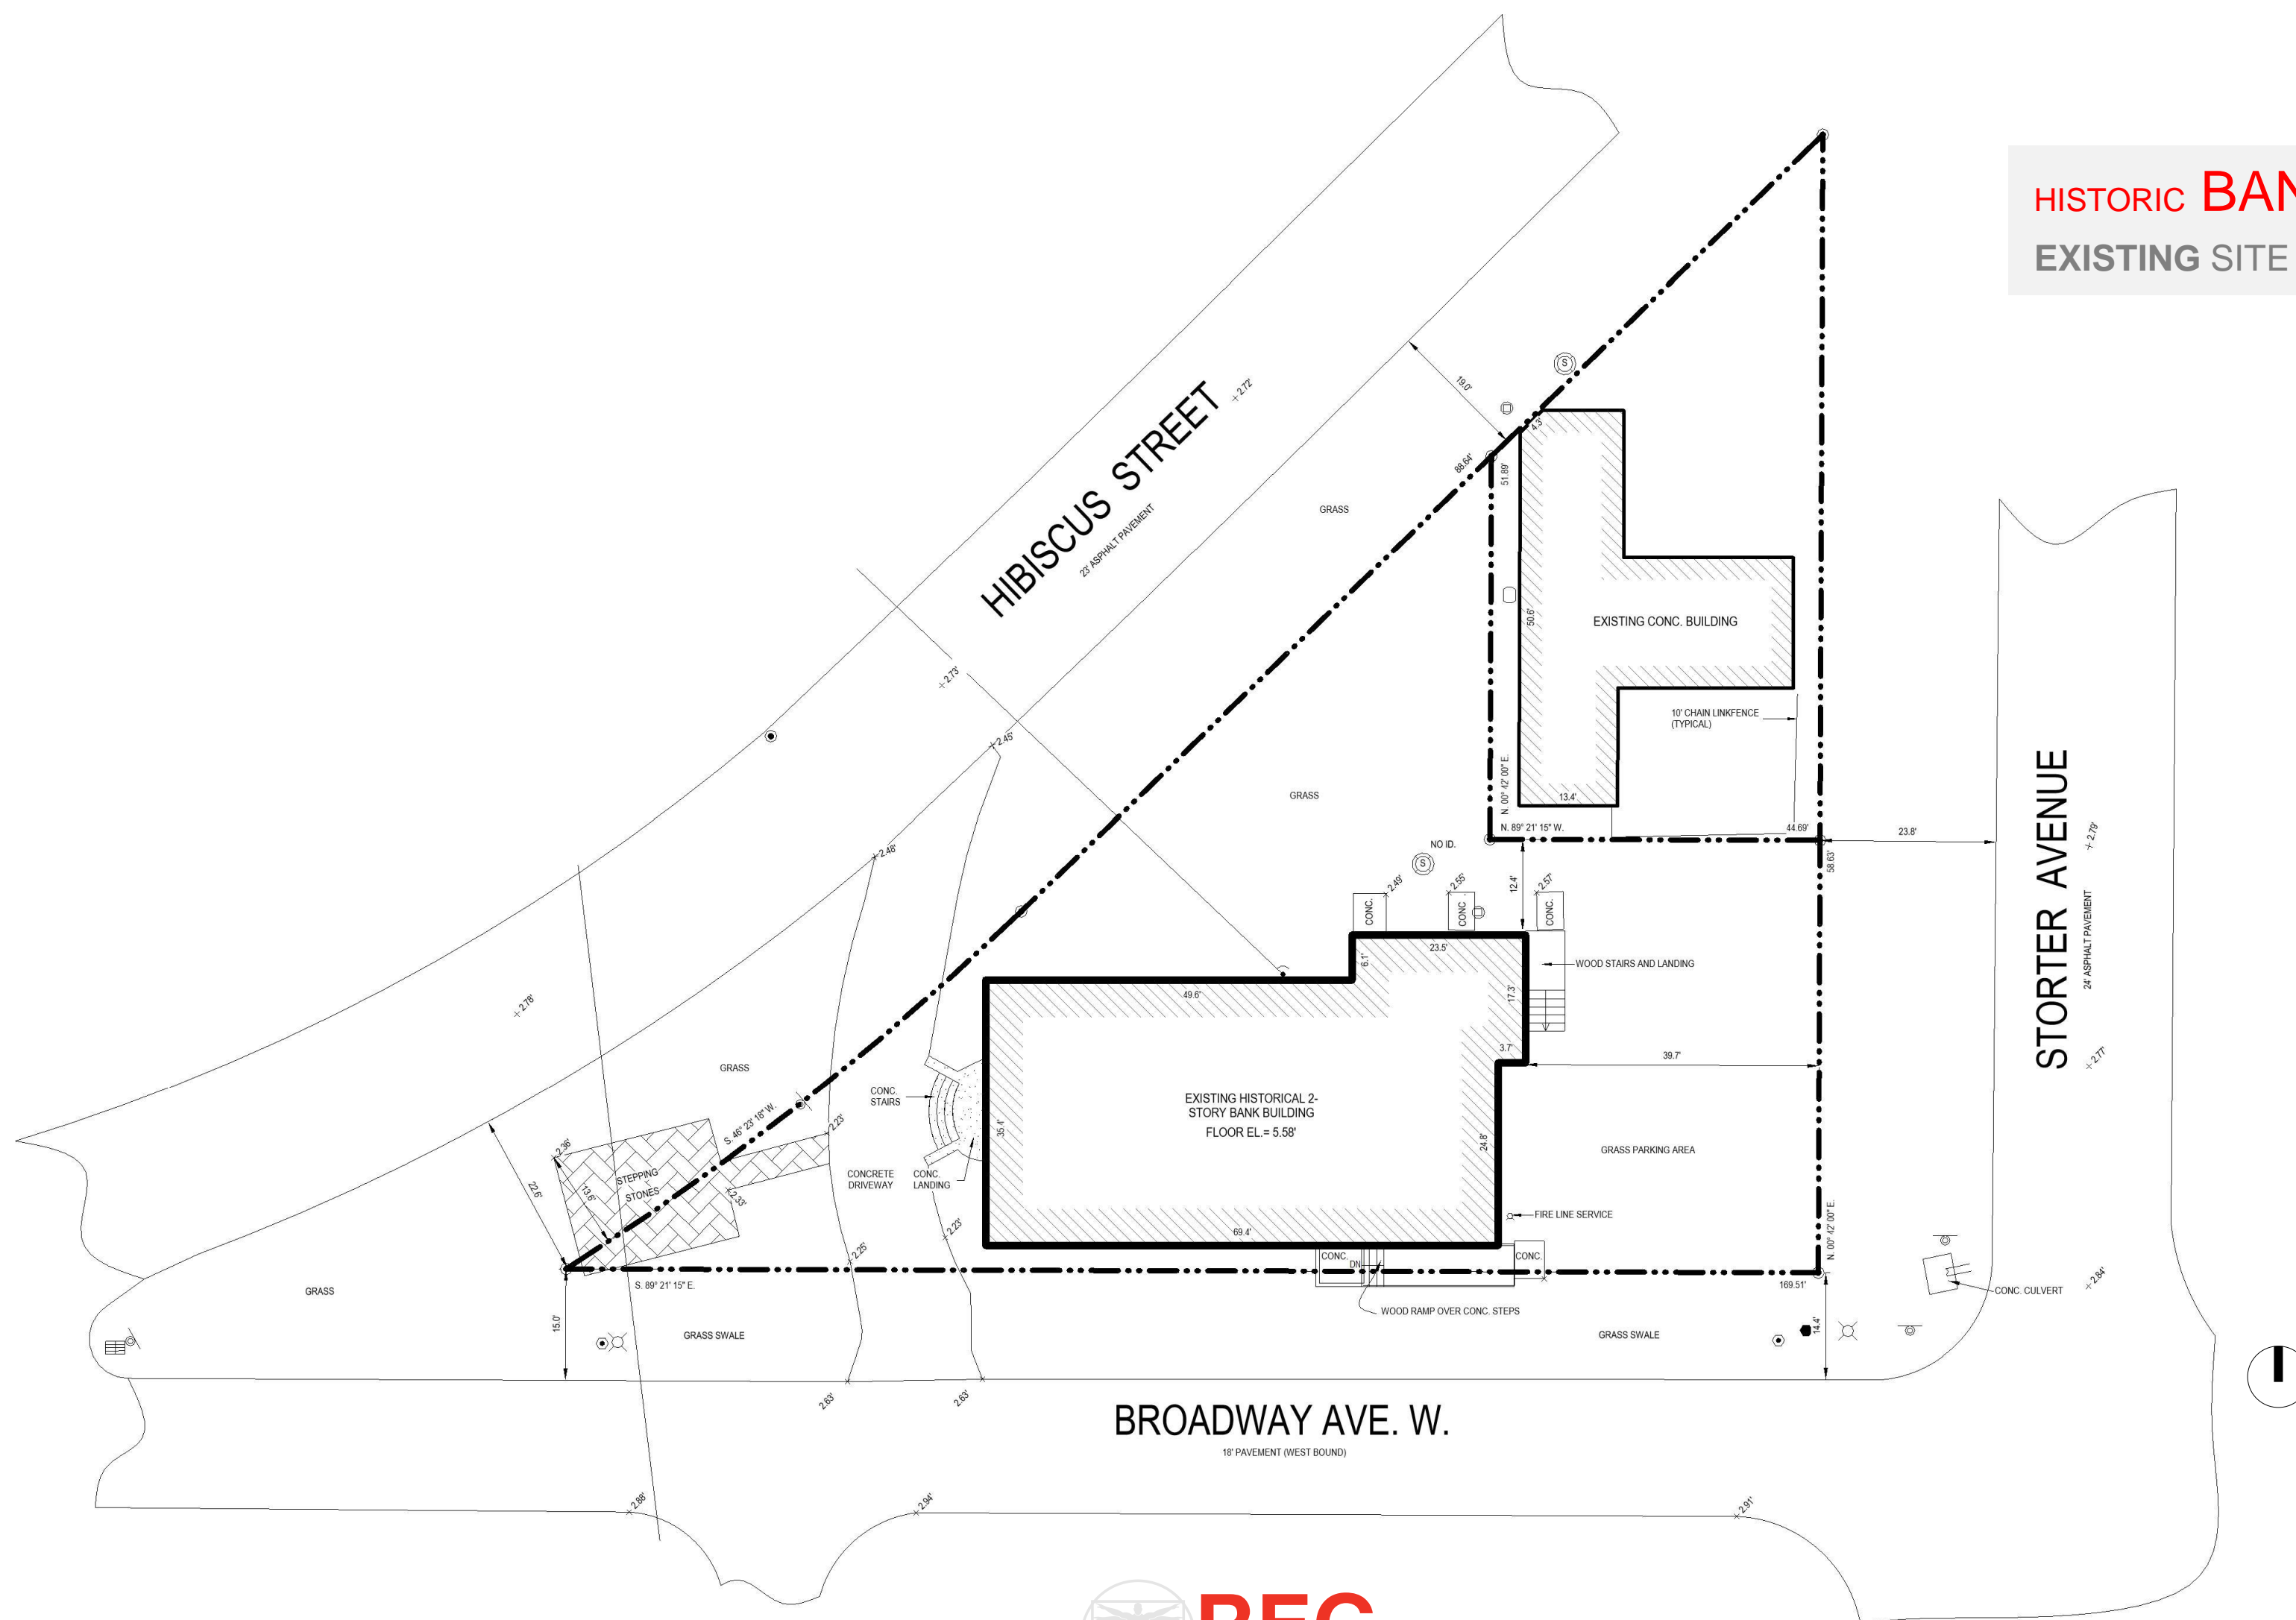 HISTORIC BAN
EXISTING SITE
HIBISCUS STREET
23' ASPHALT PAVEMENT
2.72'
19.0'
S
4.3'
88.64'
51.89'
GRASS
50.6'
EXISTING CONC. BUILDING
10' CHAIN LINKFENCE
(TYPICAL)
2.73'
2.45'
N. 00° 42' 00" E.
13.4'
GRASS
N. 89° 21' 15" W.
44.69'
23.8'
STORTER AVENUE
24' ASPHALT PAVEMENT
2.79'
2.77'
2.84'
2.48'
NO ID.
S
58.63'
12.4'
2.49'
2.55'
2.57'
CONC.
CONC.
CONC.
23.5'
6.1'
WOOD STAIRS AND LANDING
49.6'
17.3'
2.78'
3.7'
39.7'
GRASS
CONC.
STAIRS
EXISTING HISTORICAL 2-
STORY BANK BUILDING
FLOOR EL.= 5.58'
35.4'
24.8'
S. 46° 23' 18" W.
2.23'
2.36'
GRASS PARKING AREA
STEPPING
STONES
22.6'
13.6'
2.33'
CONCRETE
DRIVEWAY
CONC.
LANDING
FIRE LINE SERVICE
69.4'
2.23'
2.25'
N. 00° 42' 00" E.
CONC.
DN
CONC.
S. 89° 21' 15" E.
169.51'
GRASS
CONC. CULVERT
WOOD RAMP OVER CONC. STEPS
15.0'
GRASS SWALE
GRASS SWALE
14.4'
2.63'
2.63'
BROADWAY AVE. W.
18' PAVEMENT (WEST BOUND)
2.88'
2.94'
2.91'